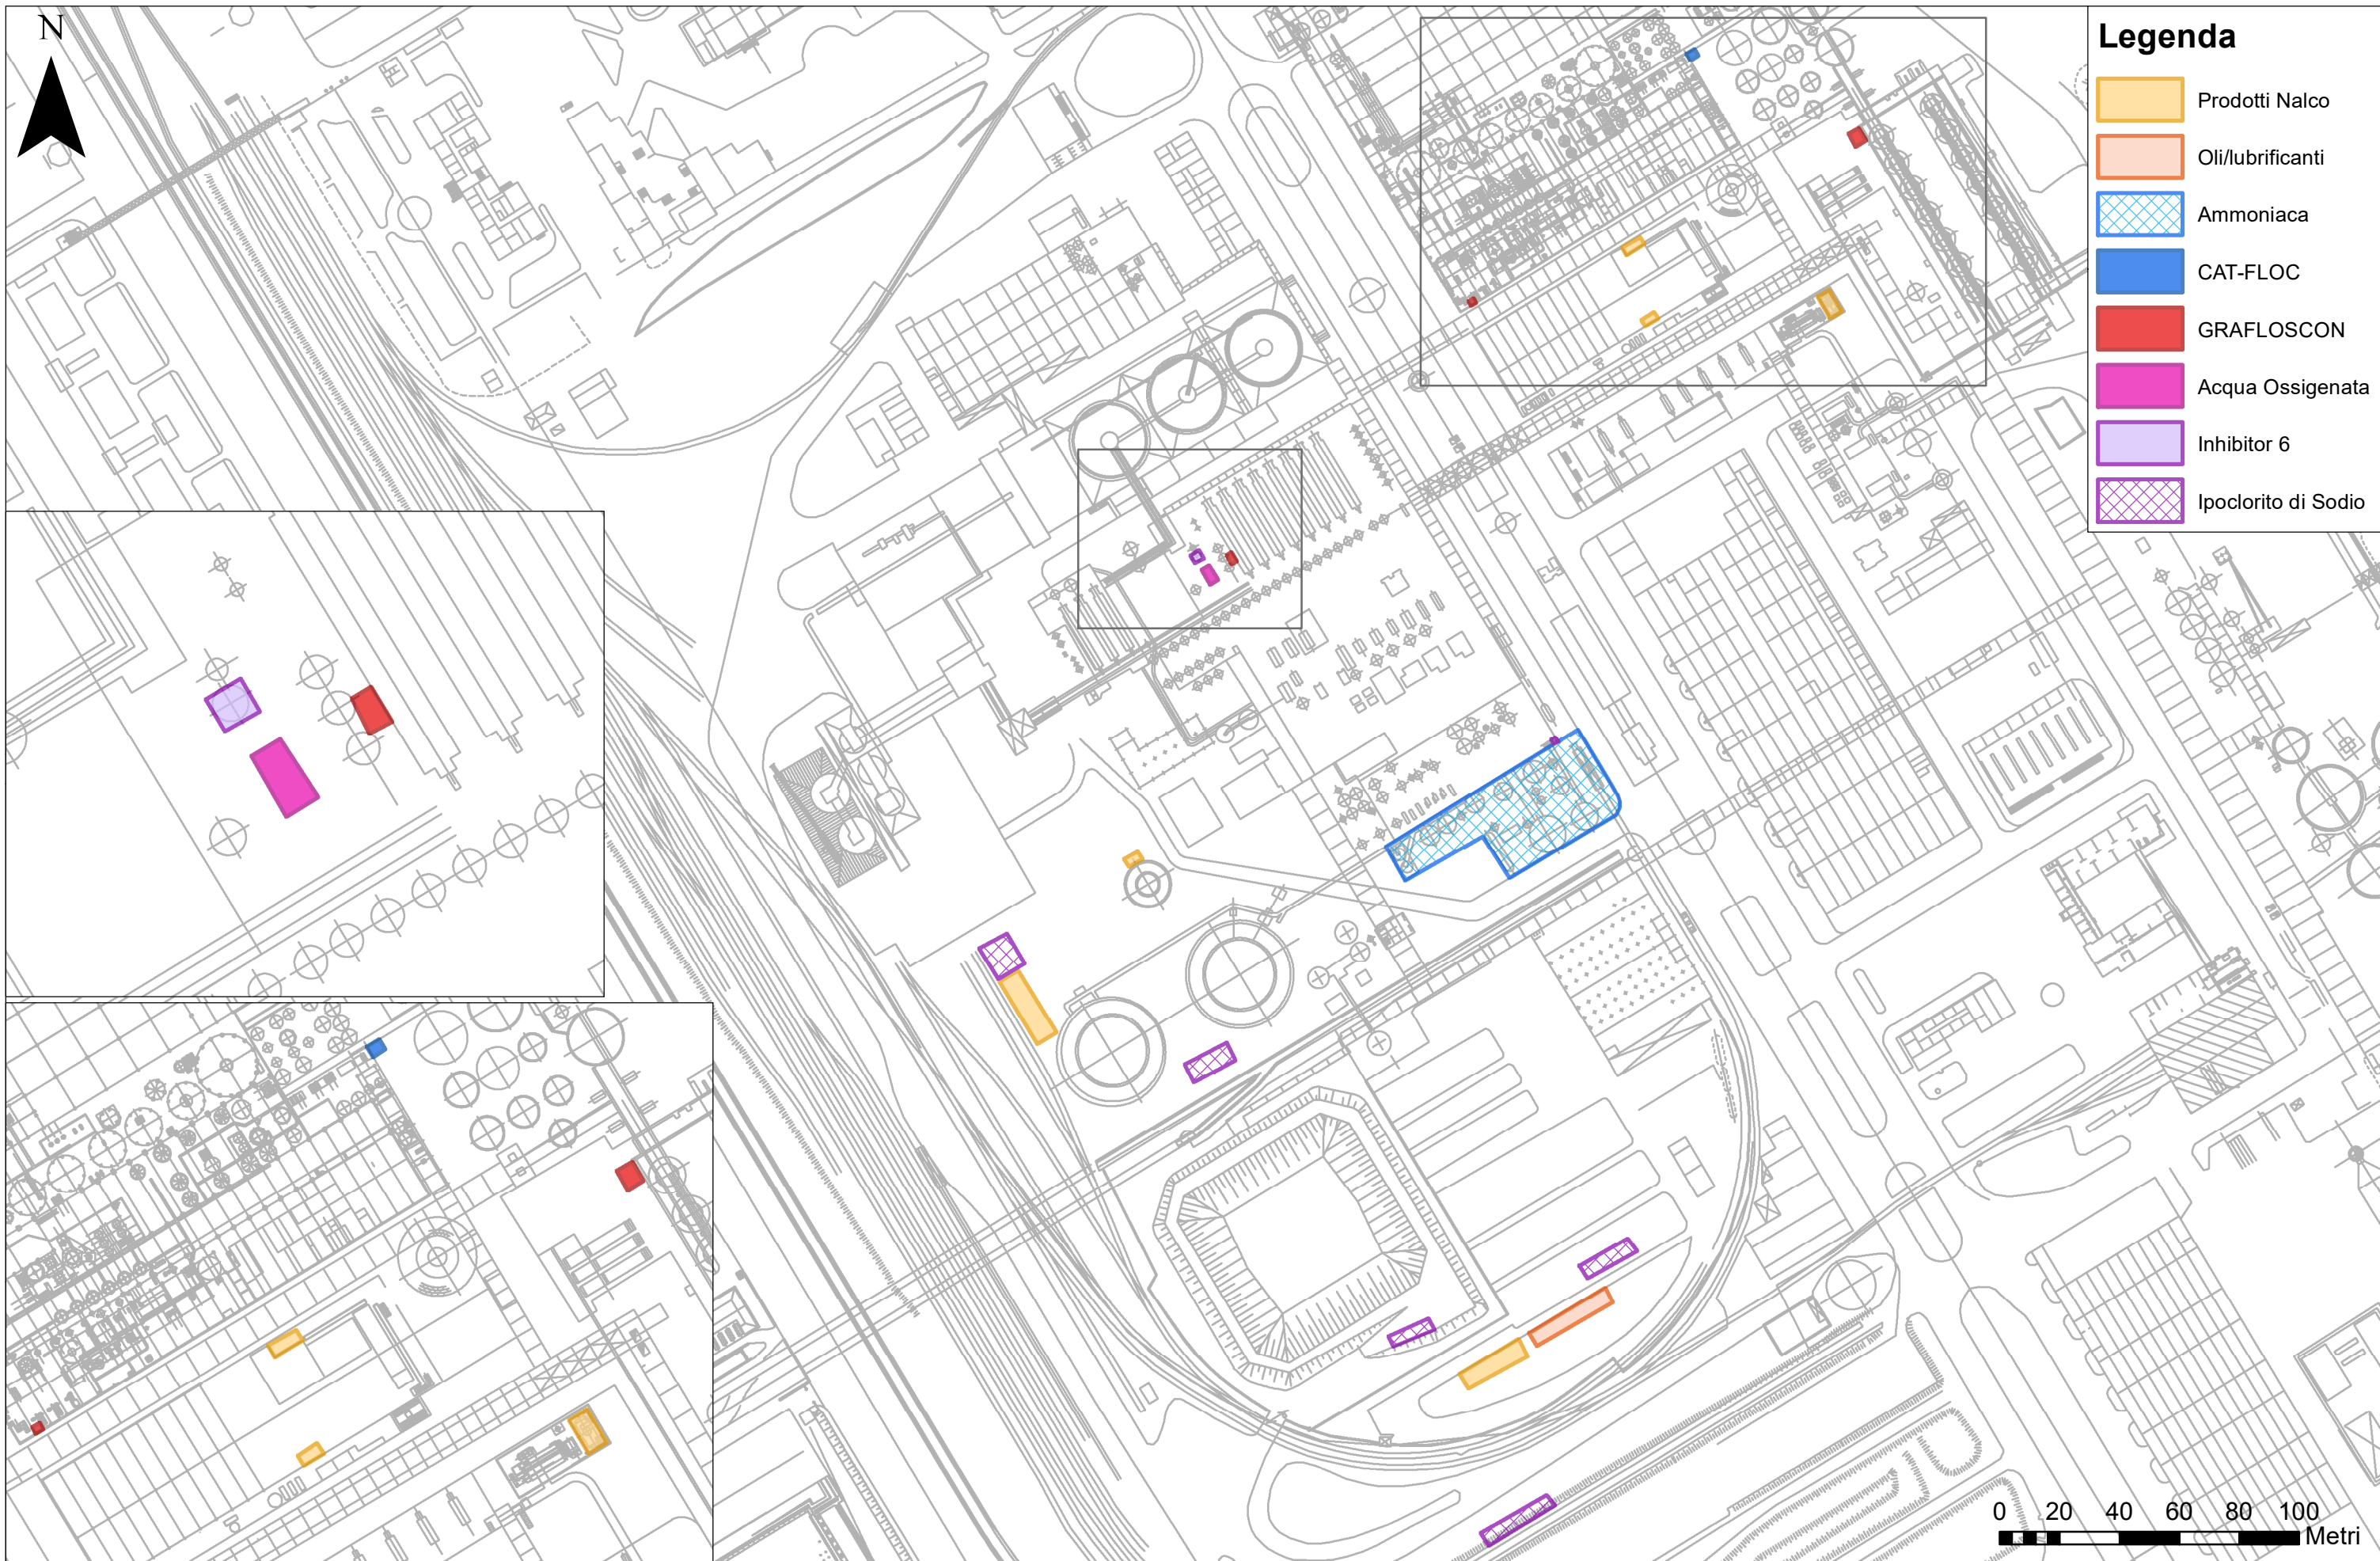 N
Legenda
Prodotti Nalco
Oli/lubrificanti
Ammoniaca
CAT-FLOC
GRAFLOSCON
Acqua Ossigenata
Inhibitor 6
Ipoclorito di Sodio
0 20 40 60 80 100
Metri